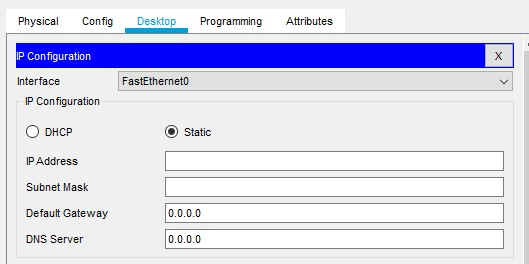 Physical Config Desktop Programming Attributes
IP Configuration X
Interface FastEthernet0
IP Configuration
DHCP Static
IP Address
Subnet Mask
Default Gateway 0.0.0.0
DNS Server 0.0.0.0